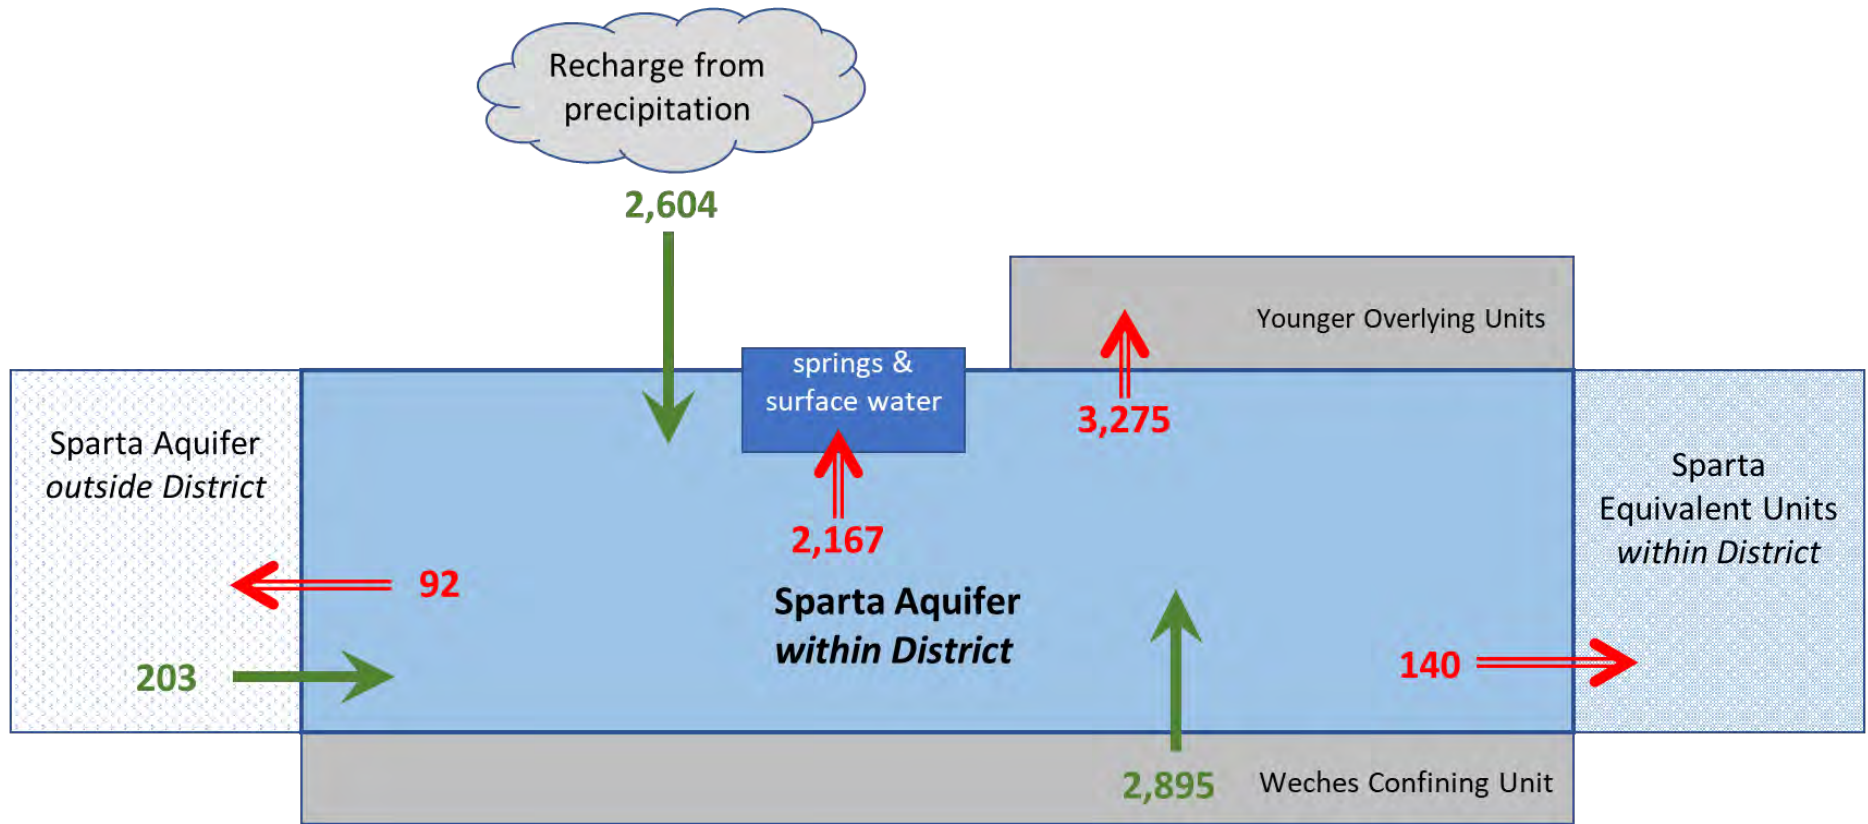 Recharge from
precipitation
2,604
Younger Overlying Units
springs &
surface water
3,275
Sparta Aquifer
outside District
Sparta
Equivalent Units
within District
2,167
92
Sparta Aquifer
within District
203
140
2,895
Weches Confining Unit